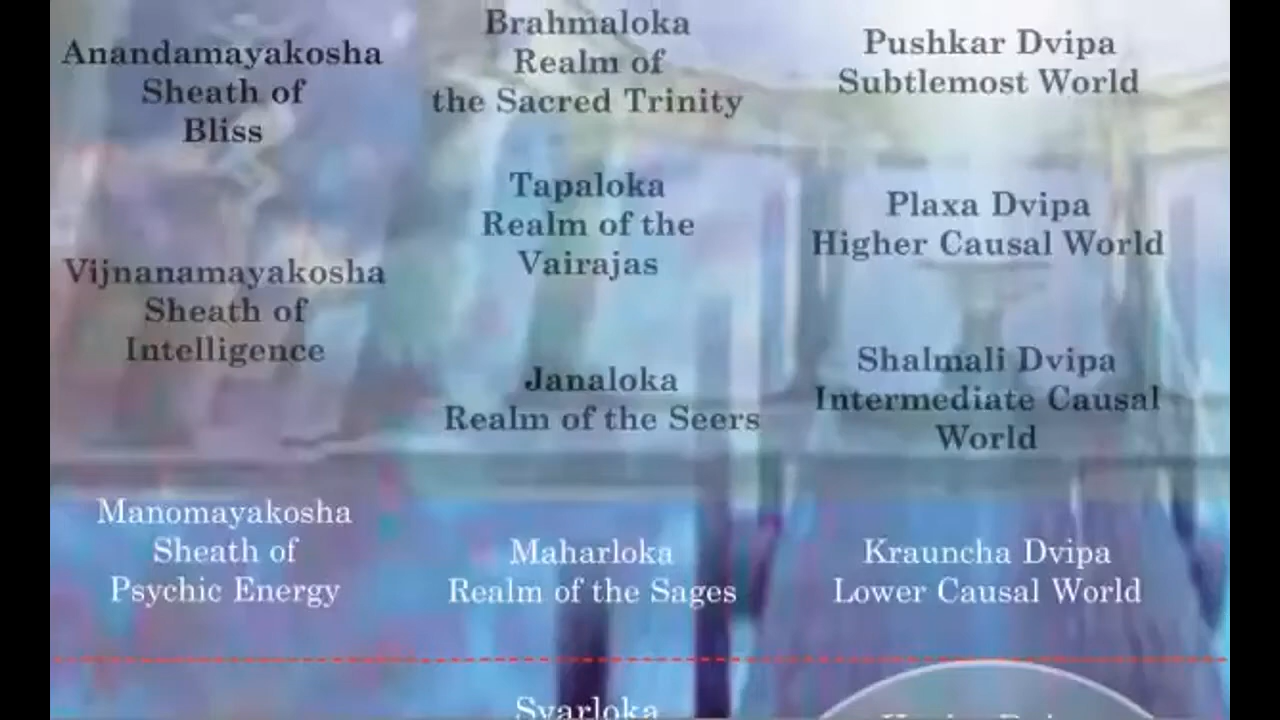 Anandamayakosha
Sheath of
Bliss
Vijnanamayakosha
Sheath of
Intelligence
Manomayakosha
Sheath of
Psychic Energy
Brahmaloka
Realm of
the Sacred Trinity
Tapaloka
Realm of the
Vairajas
Janaloka
Realm of the Seers
Maharloka
Realm of the Sages
Svarloka
Pushkar Dvipa
Subtlemost World
Plaxa Dvipa
Higher Causal World
Shalmali Dvipa
Intermediate Causal
World
Krauncha Dvipa
Lower Causal World